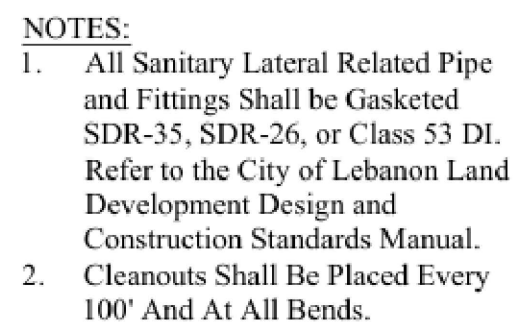 NOTES:
1. All Sanitary Lateral Related Pipe
and Fittings Shall be Gasketed
SDR-35, SDR-26, or Class 53 DI.
Refer to the City of Lebanon Land
Development Design and
Construction Standards Manual.
2. Cleanouts Shall Be Placed Every
100' And At All Bends.